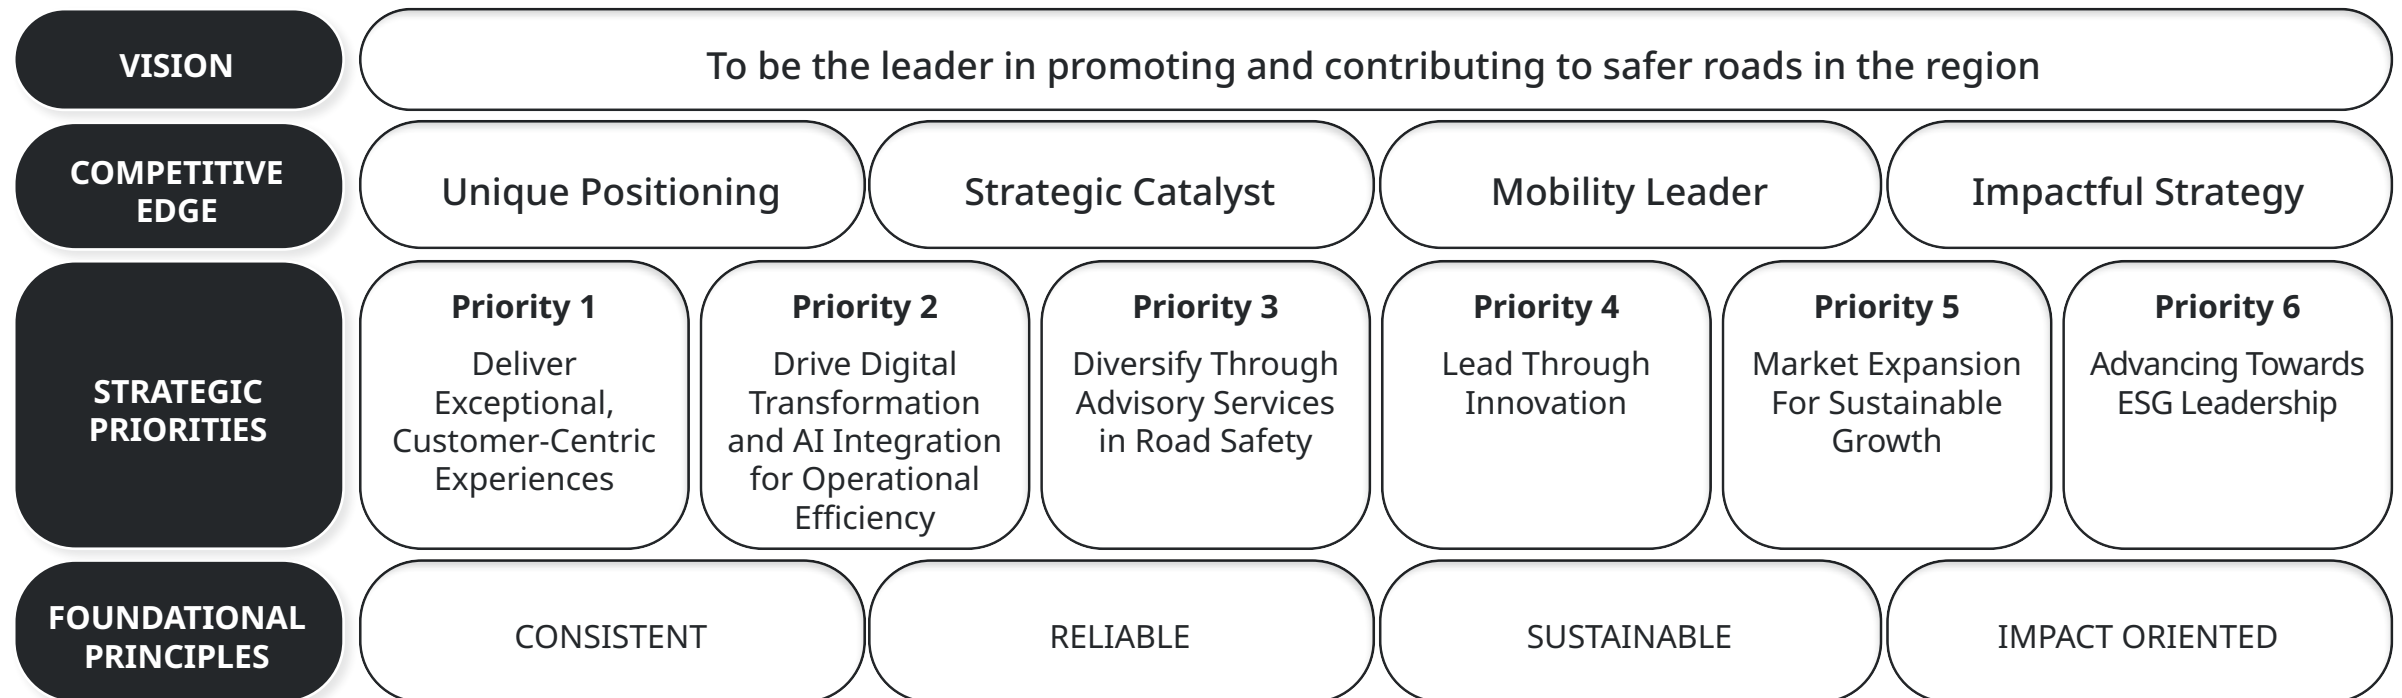 VISION
To be the leader in promoting and contributing to safer roads in the region
COMPETITIVE
EDGE
Unique Positioning
Strategic Catalyst
Mobility Leader
Impactful Strategy
STRATEGIC
PRIORITIES
Priority 1
Deliver
Exceptional,
Customer-Centric
Experiences
Priority 2
Drive Digital
Transformation
and AI Integration
for Operational
Efficiency
Priority 3
Diversify Through
Advisory Services
in Road Safety
Priority 4
Lead Through
Innovation
Priority 5
Market Expansion
For Sustainable
Growth
Priority 6
Advancing Towards
ESG Leadership
FOUNDATIONAL
PRINCIPLES
CONSISTENT
RELIABLE
SUSTAINABLE
IMPACT ORIENTED